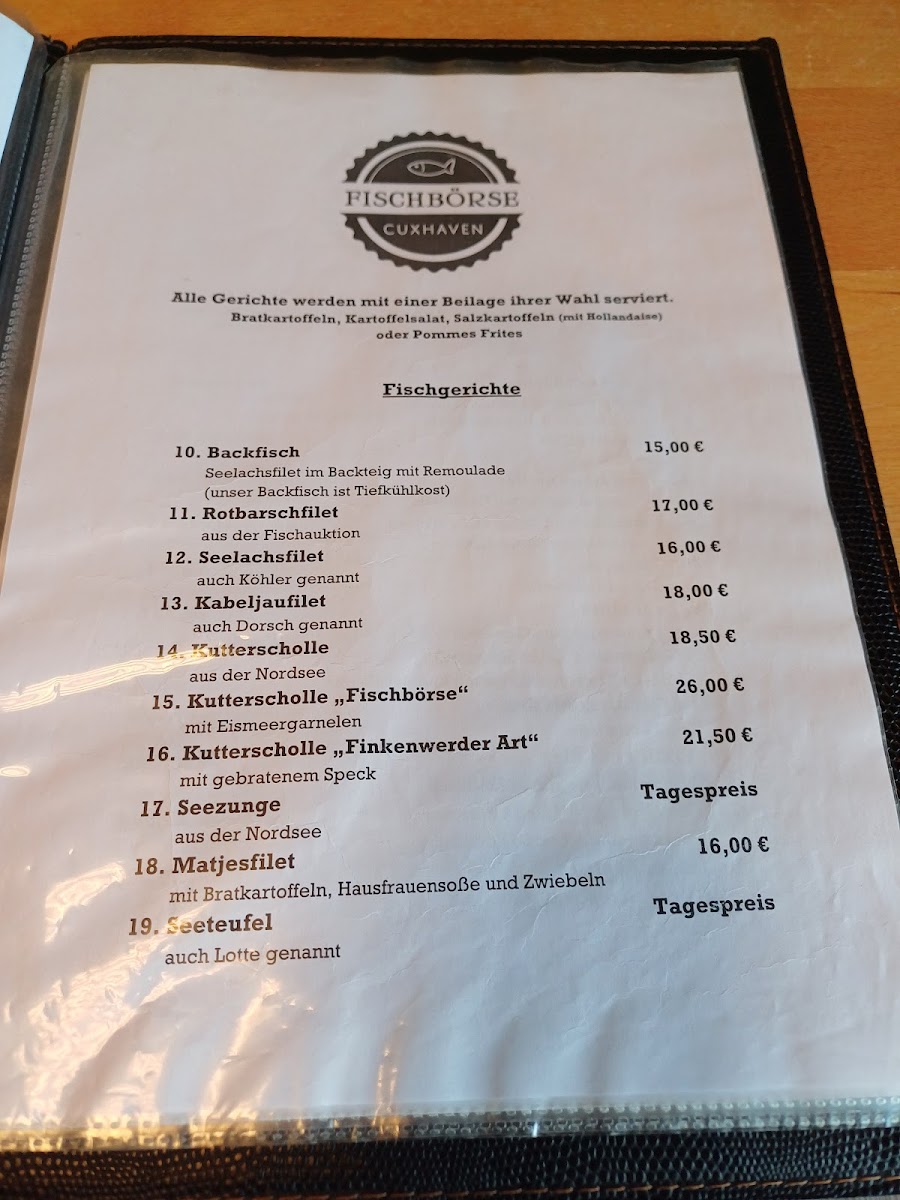 FISCHBÖRSE
CUXHAVEN
Alle Gerichte werden mit einer Beilage ihrer Wahl serviert.
Bratkartoffeln, Kartoffelsalat, Salzkartoffeln (mit Hollandaise)
oder Pommes Frites
Fischgerichte
10. Backfisch 15,00 €
Seelachsfilet im Backteig mit Remoulade
(unser Backfisch ist Tiefkühlkost)
11. Rotbarschfilet 17,00 €
aus der Fischauktion
12. Seelachsfilet 16,00 €
auch Köhler genannt
13. Kabeljaufilet 18,00 €
auch Dorsch genannt
14. Kutterscholle 18,50 €
aus der Nordsee
15. Kutterscholle „Fischbörse“ 26,00 €
mit Eismeergarnelen
16. Kutterscholle „Finkenwerder Art“ 21,50 €
mit gebratenem Speck
17. Seezunge Tagespreis
aus der Nordsee
18. Matjesfilet 16,00 €
mit Bratkartoffeln, Hausfrauensoße und Zwiebeln
19. Seeteufel Tagespreis
auch Lotte genannt